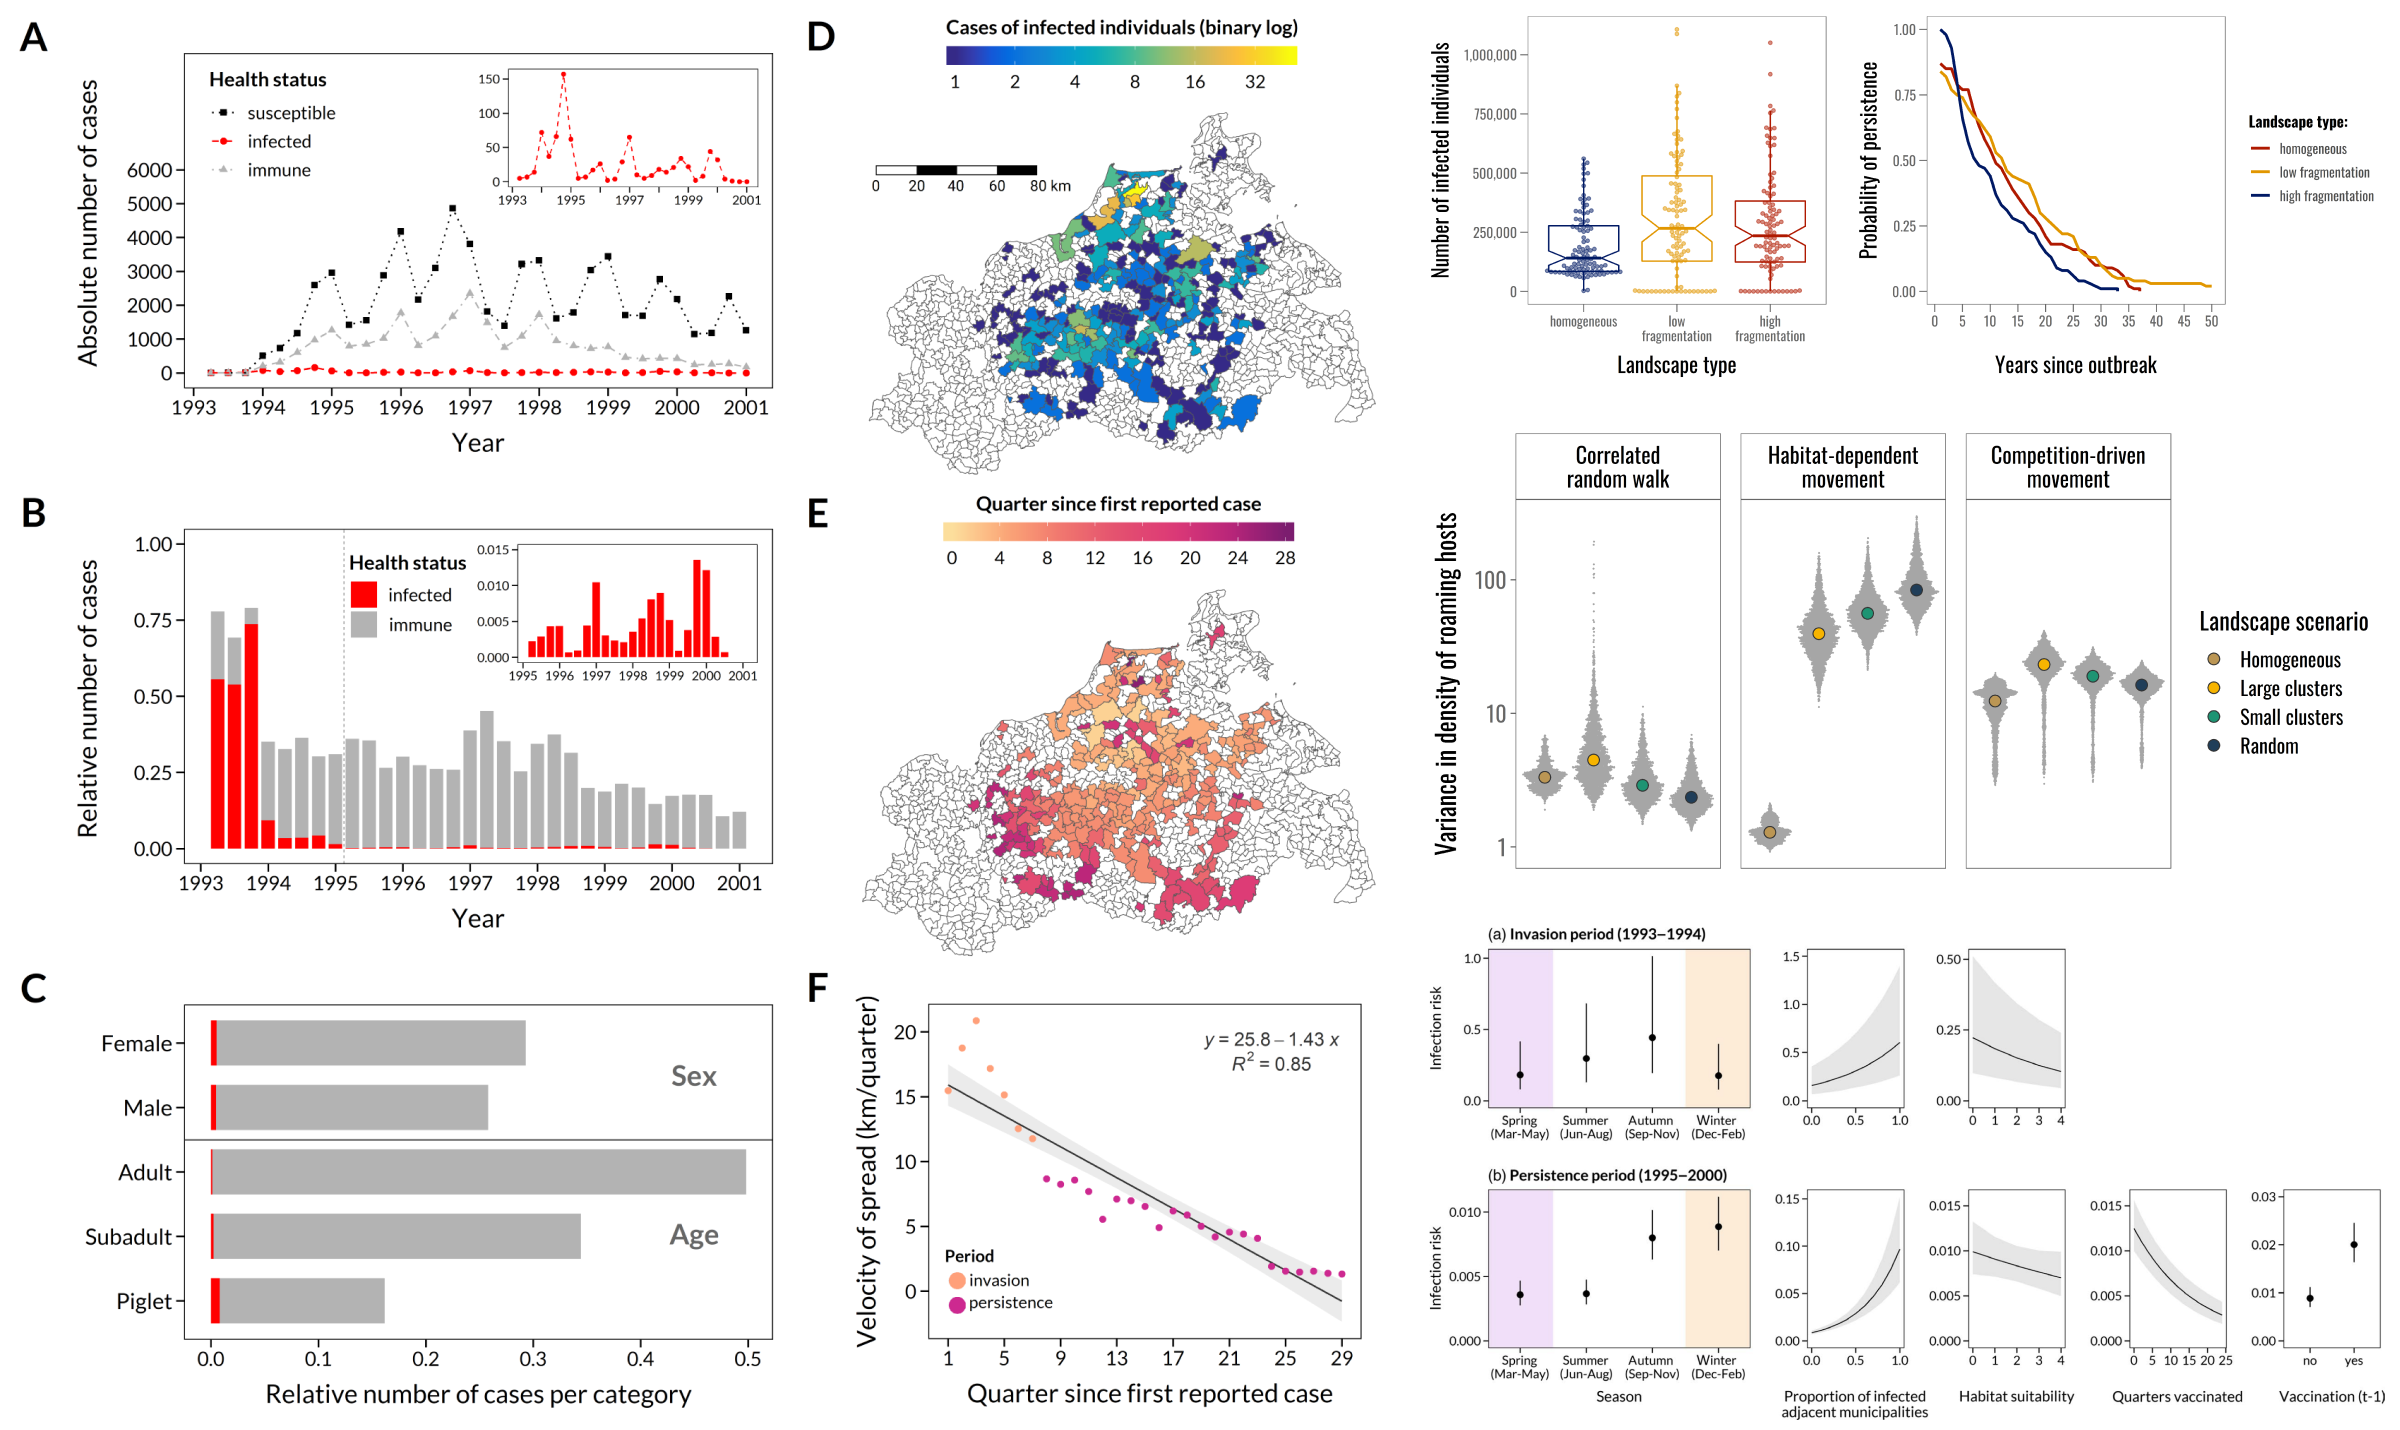 A
Absolute number of cases
Health status
susceptible
infected
immune
6000
5000
4000
3000
2000
1000
0
1993 1994 1995 1996 1997 1998 1999 2000 2001
Year
150
100
50
0
1993 1995 1997 1999 2001
B
Relative number of cases
1.00
0.75
0.50
0.25
0.00
Health status
infected
immune
1993 1994 1995 1996 1997 1998 1999 2000 2001
Year
0.015
0.010
0.005
0.000
1995 1996 1997 1998 1999 2000 2001
C
Female
Male
Adult
Subadult
Piglet
Sex
Age
0.0 0.1 0.2 0.3 0.4 0.5
Relative number of cases per category
D
Cases of infected individuals (binary log)
1 2 4 8 16 32
0 20 40 60 80 km
E
Quarter since first reported case
0 4 8 12 16 20 24 28
F
Velocity of spread (km/quarter)
20
15
10
5
0
y = 25.8 – 1.43 x
R² = 0.85
Period
invasion
persistence
1 5 9 13 17 21 25 29
Quarter since first reported case
Number of infected individuals
1,000,000
750,000
500,000
250,000
0
homogeneous
low
fragmentation
high
fragmentation
Landscape type
Probability of persistence
1.00
0.75
0.50
0.25
0.00
0 5 10 15 20 25 30 35 40 45 50
Years since outbreak
Landscape type:
homogeneous
low fragmentation
high fragmentation
Correlated
random walk
Habitat-dependent
movement
Competition-driven
movement
Variance in density of roaming hosts
100
10
1
Landscape scenario
Homogeneous
Large clusters
Small clusters
Random
(a) Invasion period (1993–1994)
Infection risk
1.0
0.5
0.0
Spring
(Mar-May)
Summer
(Jun-Aug)
Autumn
(Sep-Nov)
Winter
(Dec-Feb)
1.5
1.0
0.5
0.0
0.0 0.5 1.0
0.50
0.25
0.00
0 1 2 3 4
(b) Persistence period (1995–2000)
Infection risk
0.010
0.005
0.000
Spring
(Mar-May)
Summer
(Jun-Aug)
Autumn
(Sep-Nov)
Winter
(Dec-Feb)
Season
0.15
0.10
0.05
0.00
0.0 0.5 1.0
Proportion of infected
adjacent municipalities
0.015
0.010
0.005
0.000
0 1 2 3 4
Habitat suitability
0.015
0.010
0.005
0.000
0 5 10 15 20 25
Quarters vaccinated
0.03
0.02
0.01
0.00
no yes
Vaccination (t-1)